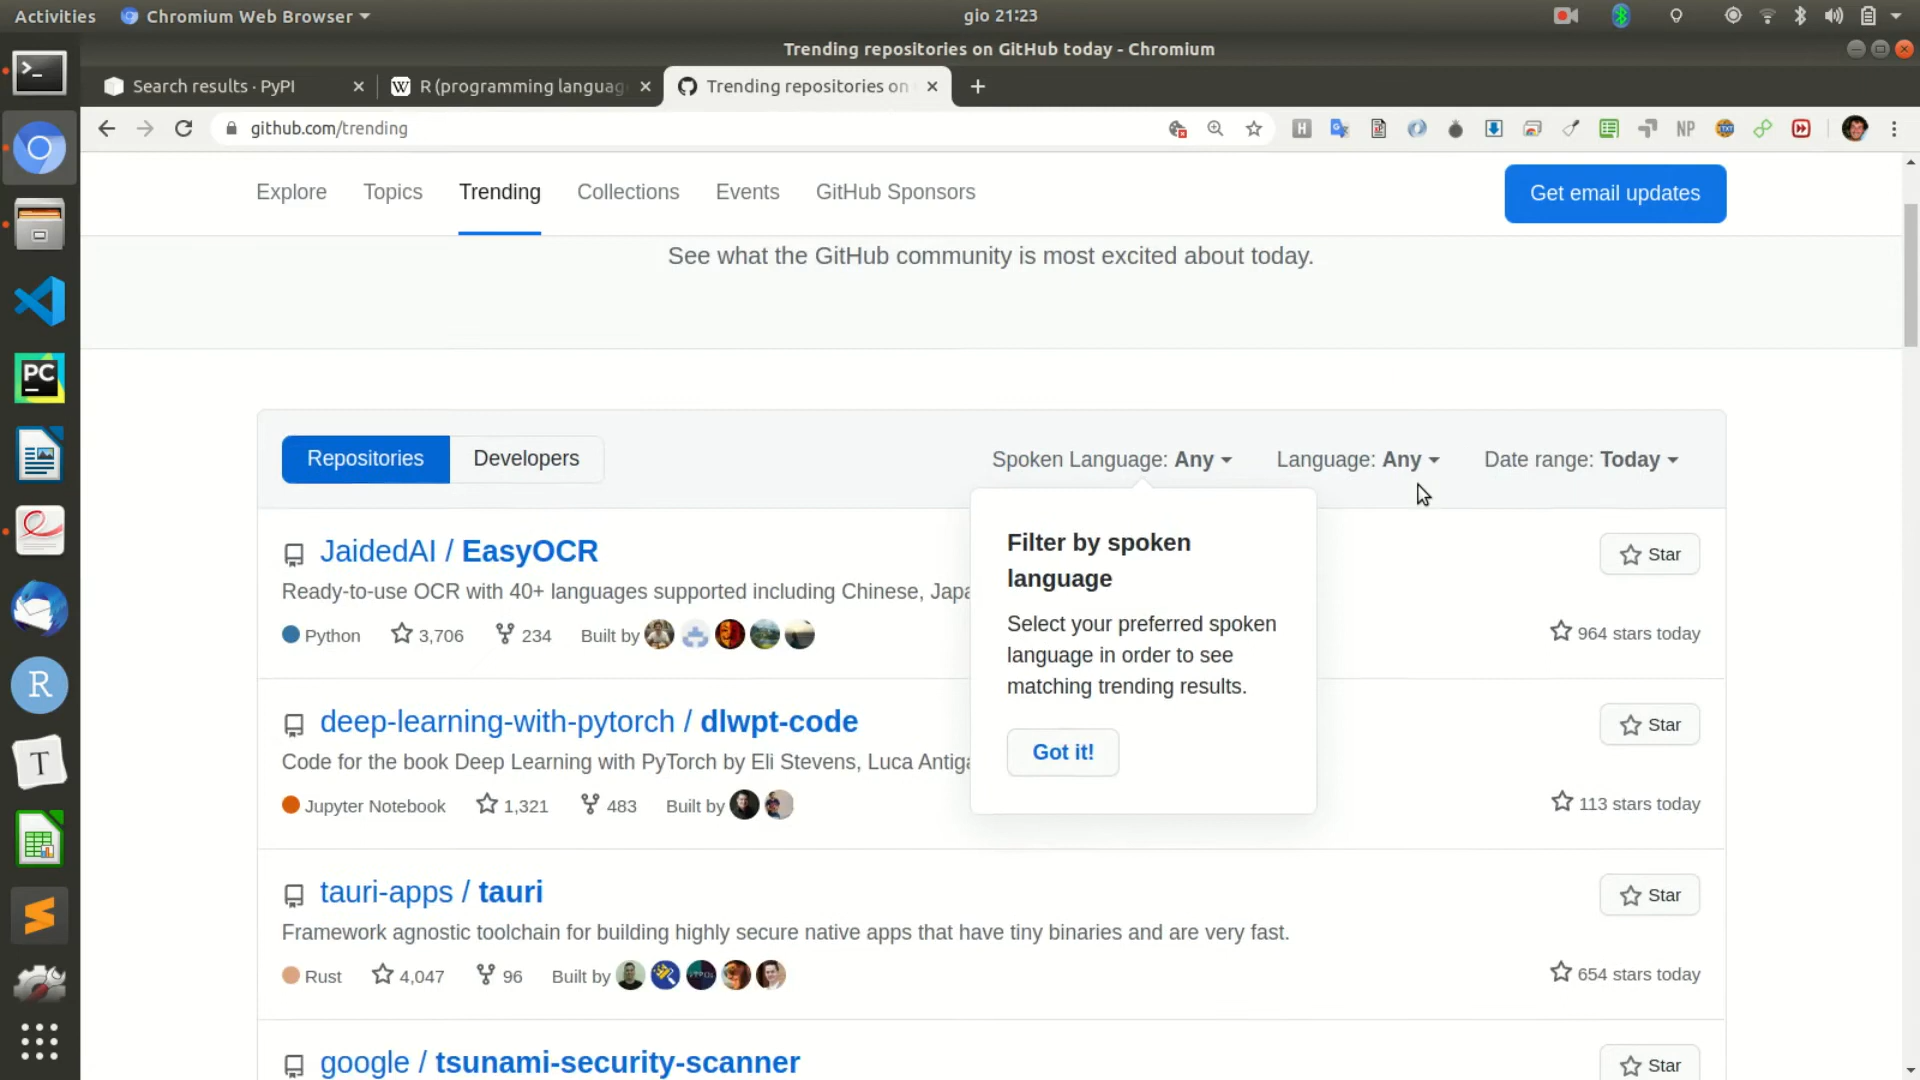 Activities
Chromium Web Browser
gio 21:23
Trending repositories on GitHub today - Chromium
Search results · PyPI
R (programming languag
Trending repositories on
github.com/trending
H
NP
Explore
Topics
Trending
Collections
Events
GitHub Sponsors
Get email updates
See what the GitHub community is most excited about today.
Repositories
Developers
Spoken Language: Any
Language: Any
Date range: Today
Filter by spoken
language
Select your preferred spoken
language in order to see
matching trending results.
Got it!
JaidedAI / EasyOCR
Star
Ready-to-use OCR with 40+ languages supported including Chinese, Japa
Python
3,706
234
Built by
964 stars today
deep-learning-with-pytorch / dlwpt-code
Star
Code for the book Deep Learning with PyTorch by Eli Stevens, Luca Antiga
Jupyter Notebook
1,321
483
Built by
113 stars today
tauri-apps / tauri
Star
Framework agnostic toolchain for building highly secure native apps that have tiny binaries and are very fast.
Rust
4,047
96
Built by
654 stars today
google / tsunami-security-scanner
Star
PC
R
T